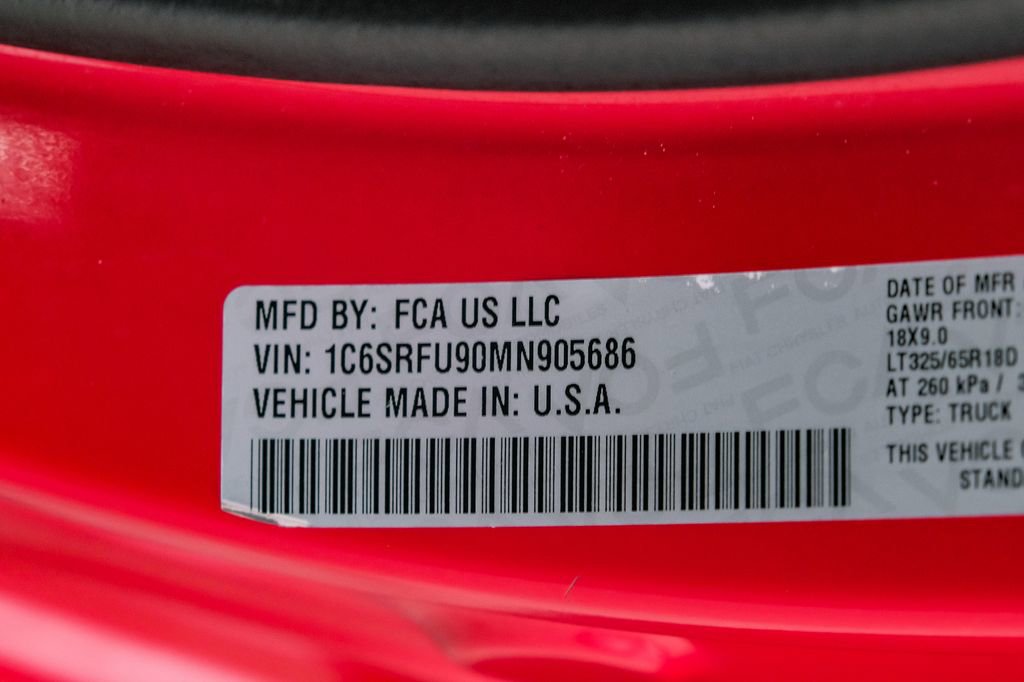 MFD BY: FCA US LLC
VIN: 1C6SRFU90MN905686
VEHICLE MADE IN: U.S.A.
DATE OF MFR
GAWR FRONT:
18X9.0
LT325/65R18D
AT 260 kPa /
TYPE: TRUCK
THIS VEHICLE
STAND